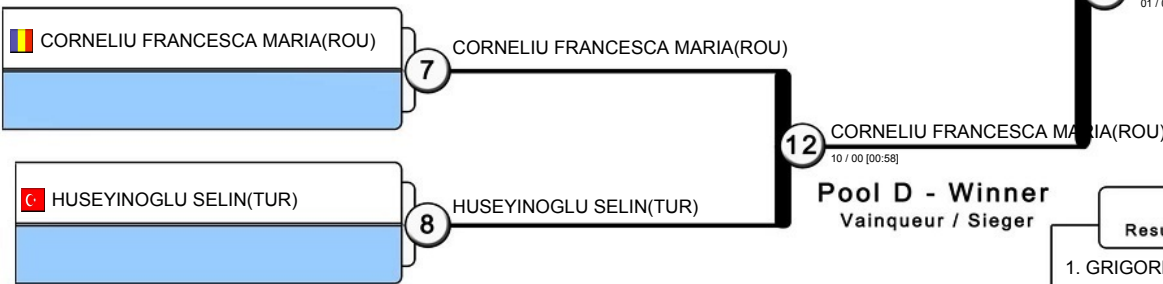 01 /
CORNELIU FRANCESCA MARIA(ROU)
7
CORNELIU FRANCESCA MARIA(ROU)
12
CORNELIU FRANCESCA MARIA(ROU)
10 / 00 [00:58]
HUSEYINOGLU SELIN(TUR)
8
HUSEYINOGLU SELIN(TUR)
Pool D - Winner
Vainqueur / Sieger
1.